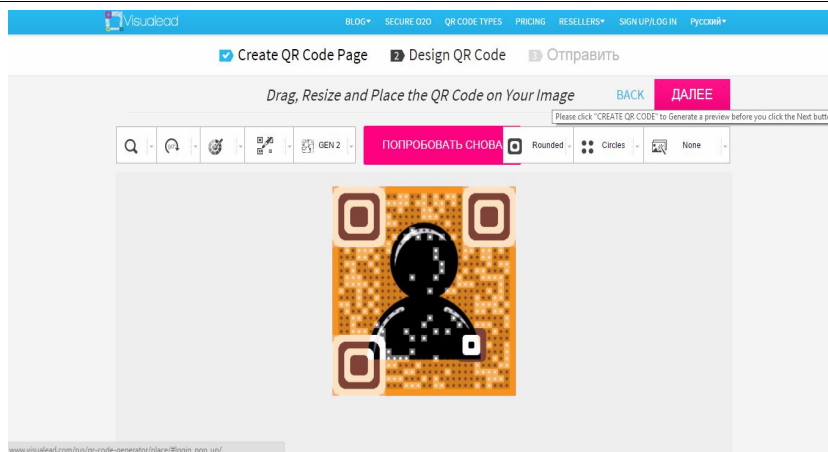 Visualead
BLOG SECURE O2O QR CODE TYPES PRICING RESELLERS SIGN UP/LOG IN Русский
Create QR Code Page 2 Design QR Code 3 Отправить
Drag, Resize and Place the QR Code on Your Image BACK ДАЛЕЕ
Please click "CREATE QR CODE" to Generate a preview before you click the Next butto
GEN 2 ПОПРОБОВАТЬ СНОВА Rounded Circles None
www.visualead.com/rus/qr-code-generator/place/#login_pop_up/